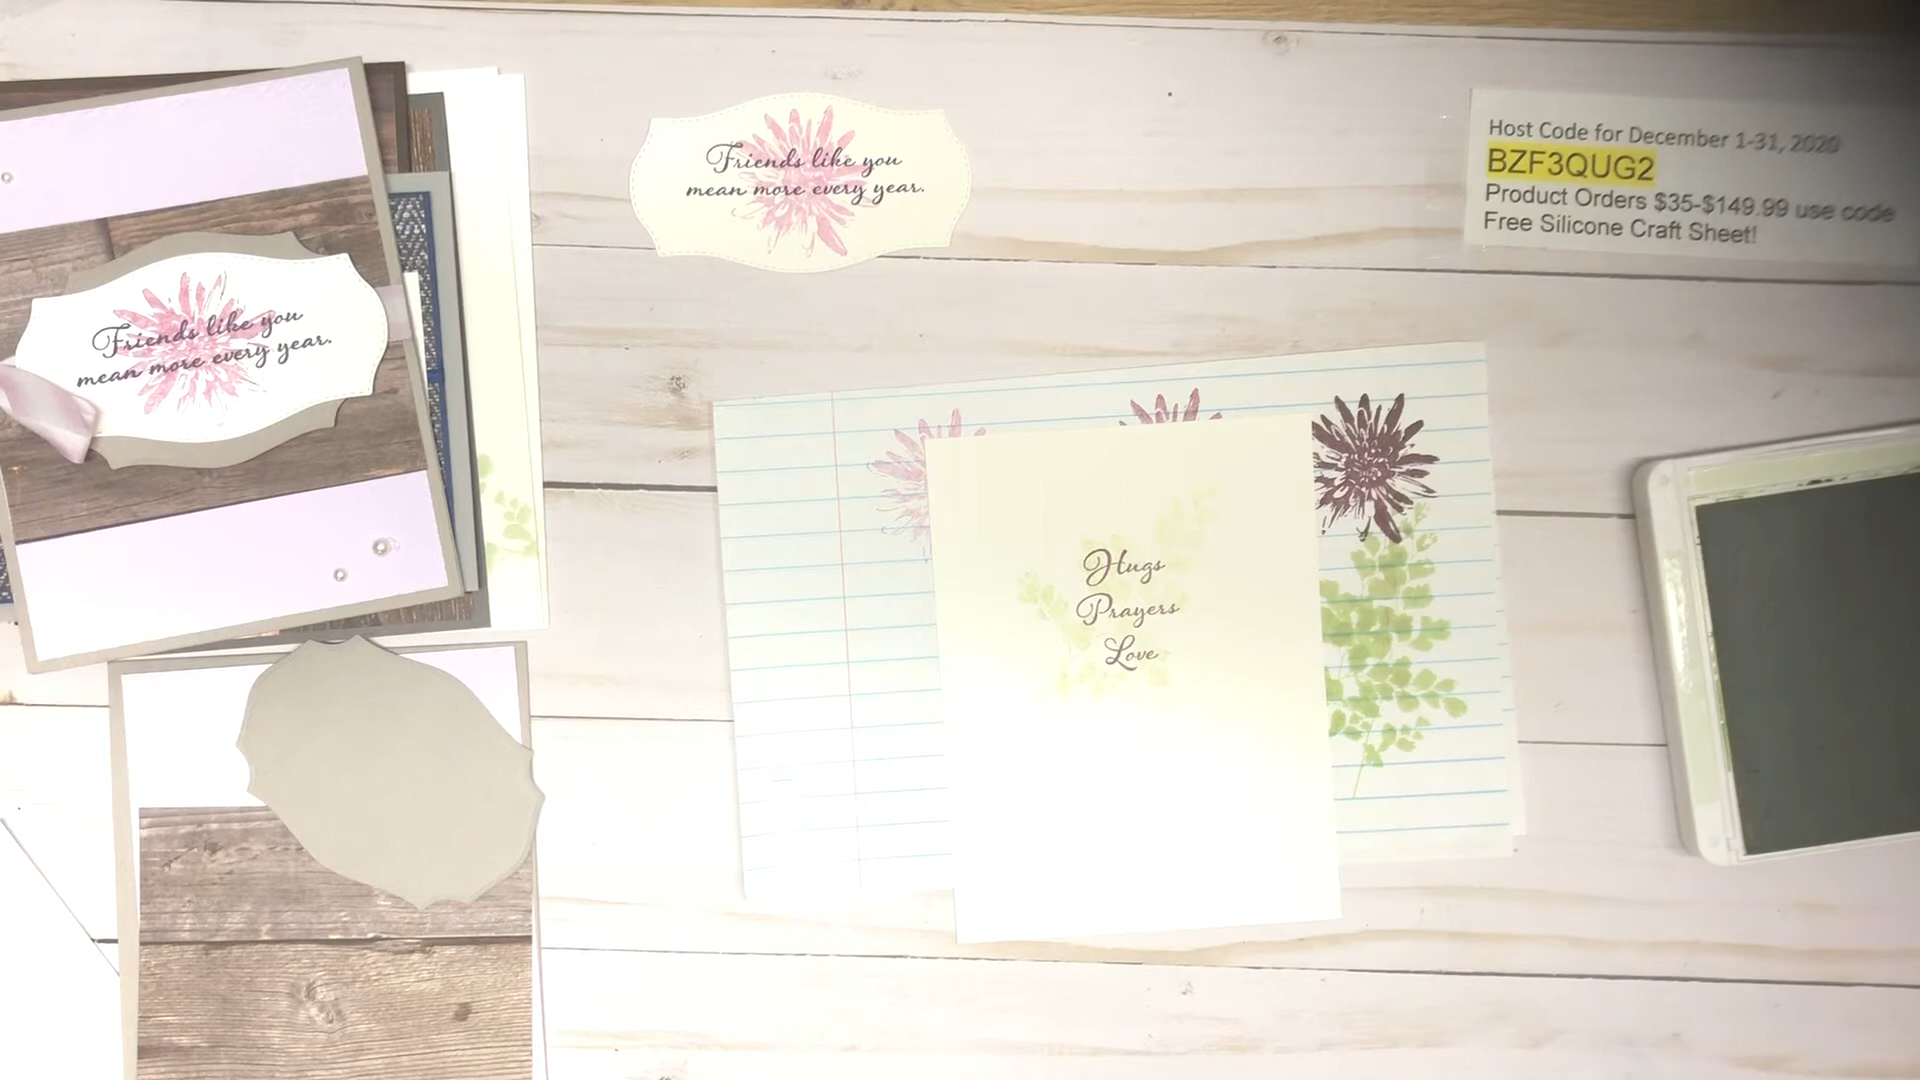 Friends like you
mean more every year.
Friends like you
mean more every year.
Host Code for December 1-31, 2020
BZF3QUG2
Product Orders $35-$149.99 use code
Free Silicone Craft Sheet!
Hugs
Prayers
Love